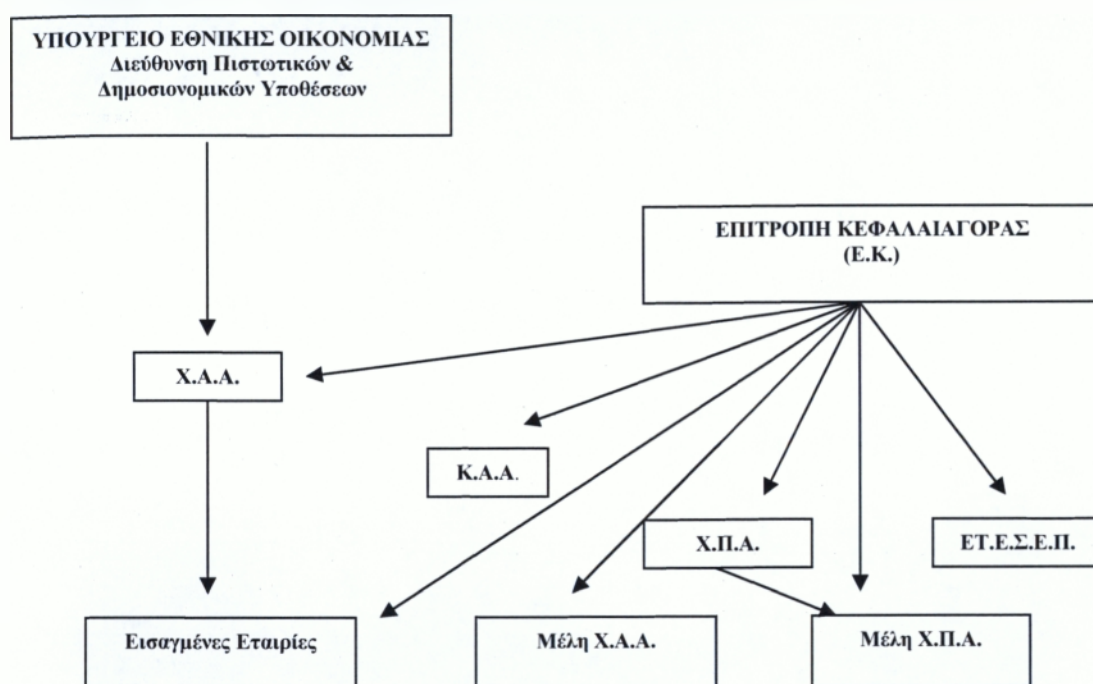 ΥΠΟΥΡΓΕΙΟ ΕΘΝΙΚΗΣ ΟΙΚΟΝΟΜΙΑΣ
Διεύθυνση Πιστωτικών &
Δημοσιονομικών Υποθέσεων
ΕΠΙΤΡΟΠΗ ΚΕΦΑΛΑΙΑΓΟΡΑΣ
(Ε.Κ.)
Χ.Α.Α.
Κ.Α.Α.
Χ.Π.Α.
ΕΤ.Ε.Σ.Ε.Π.
Εισαγμένες Εταιρίες
Μέλη Χ.Α.Α.
Μέλη Χ.Π.Α.